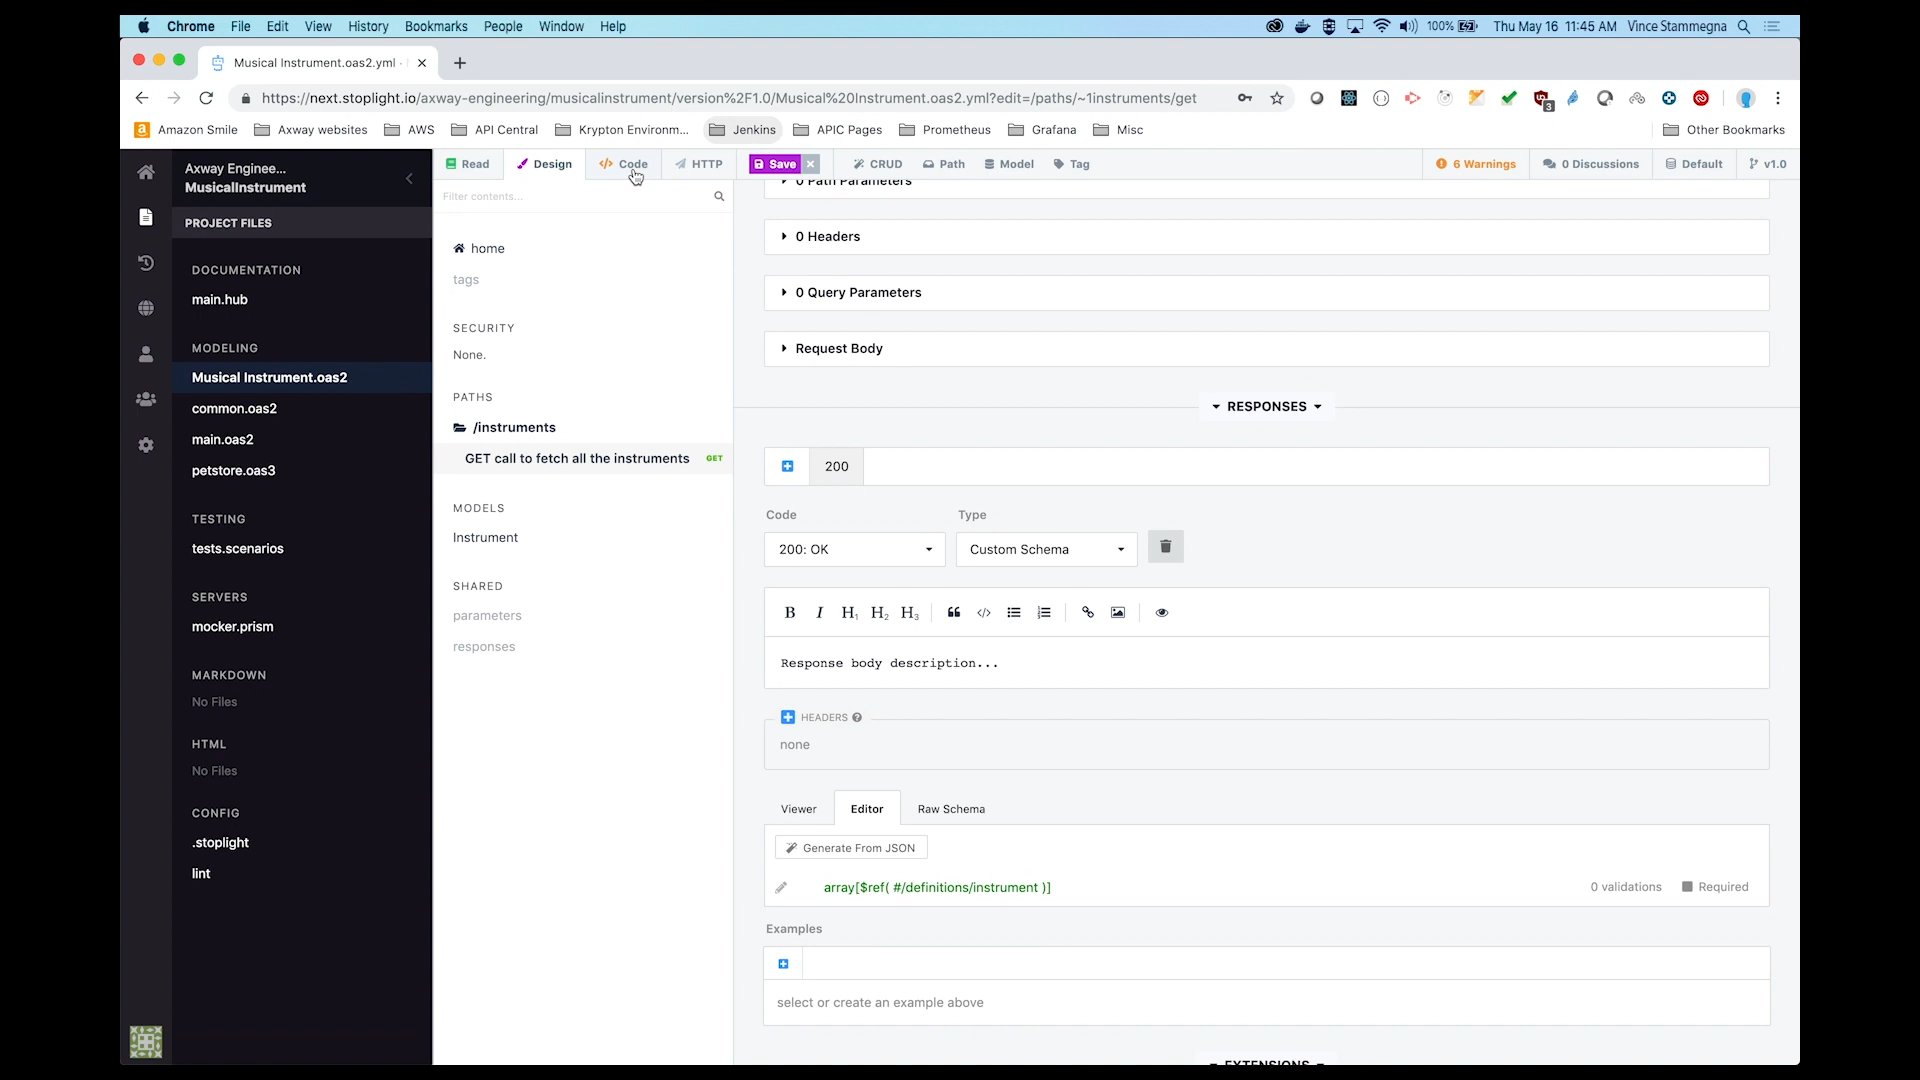 Chrome File Edit View History Bookmarks People Window Help
100% Thu May 16 11:45 AM Vince Stammegna
Musical Instrument.oas2.yml
https://next.stoplight.io/axway-engineering/musicalinstrument/version%2F1.0/Musical%20Instrument.oas2.yml?edit=/paths/~1instruments/get
3
Amazon Smile Axway websites AWS API Central Krypton Environm... Jenkins APIC Pages Prometheus Grafana Misc Other Bookmarks
Axway Enginee...
MusicalInstrument
PROJECT FILES
DOCUMENTATION
main.hub
MODELING
Musical Instrument.oas2
common.oas2
main.oas2
petstore.oas3
TESTING
tests.scenarios
SERVERS
mocker.prism
MARKDOWN
No Files
HTML
No Files
CONFIG
.stoplight
lint
Read Design Code HTTP Save CRUD Path Model Tag 6 Warnings 0 Discussions Default v1.0
Filter contents...
home
tags
SECURITY
None.
PATHS
/instruments
GET call to fetch all the instruments GET
MODELS
Instrument
SHARED
parameters
responses
0 Path Parameters
0 Headers
0 Query Parameters
Request Body
RESPONSES
200
Code Type
200: OK Custom Schema
B I H1 H2 H3
Response body description...
HEADERS
none
Viewer Editor Raw Schema
Generate From JSON
array[$ref( #/definitions/instrument )] 0 validations Required
Examples
select or create an example above
EXTENSIONS